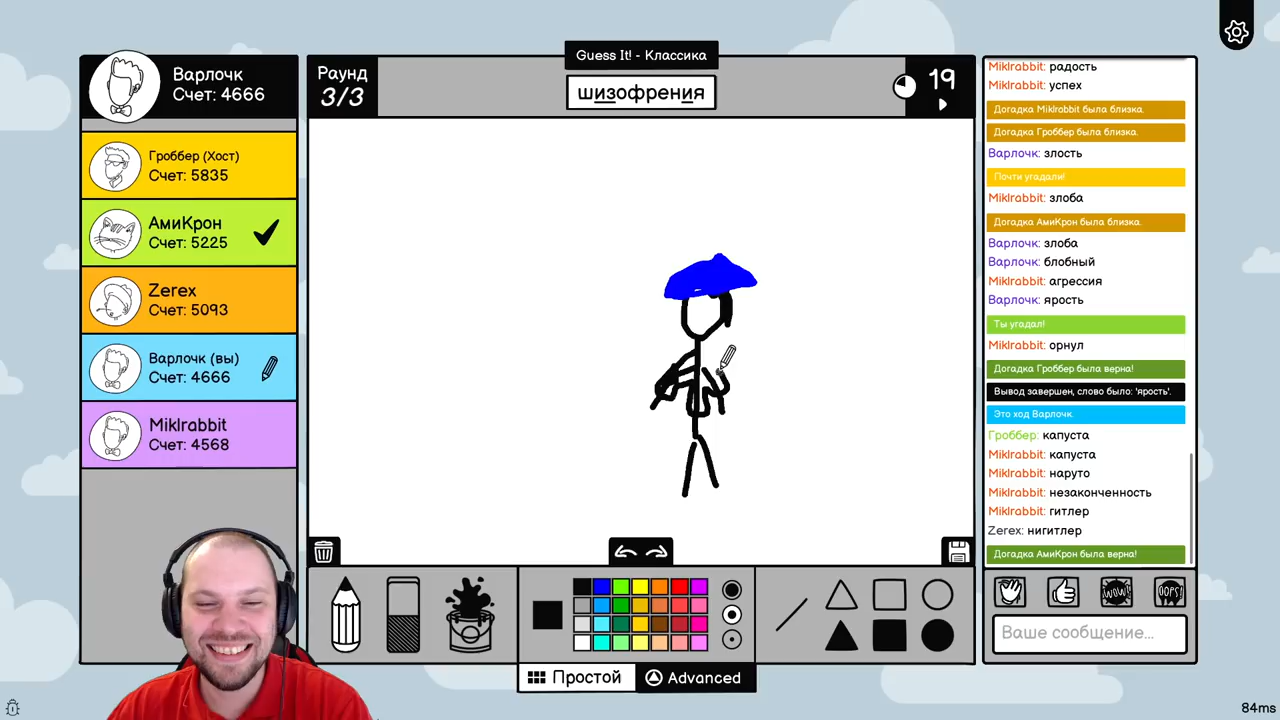 Guess It! - Классика
Варлочк
Счет: 4666
Раунд
3/3
шизофрения
19
Гроббер (Хост)
Счет: 5835
АмиКрон
Счет: 5225
Zerex
Счет: 5093
Варлочк (вы)
Счет: 4666
Miklrabbit
Счет: 4568
Miklrabbit: радость
Miklrabbit: успех
Догадка Miklrabbit была близка.
Догадка Гроббер была близка.
Варлочк: злость
Почти угадали!
Miklrabbit: злоба
Догадка АмиКрон была близка.
Варлочк: злоба
Варлочк: блобный
Miklrabbit: агрессия
Варлочк: ярость
Ты угадал!
Miklrabbit: орнул
Догадка Гроббер была верна!
Вывод завершен, слово было: 'ярость'.
Это ход Варлочк.
Гроббер: капуста
Miklrabbit: капуста
Miklrabbit: наруто
Miklrabbit: незаконченность
Miklrabbit: гитлер
Zerex: нигитлер
Догадка АмиКрон была верна!
WOW!
OOPS!
Ваше сообщение...
Простой
Advanced
84ms